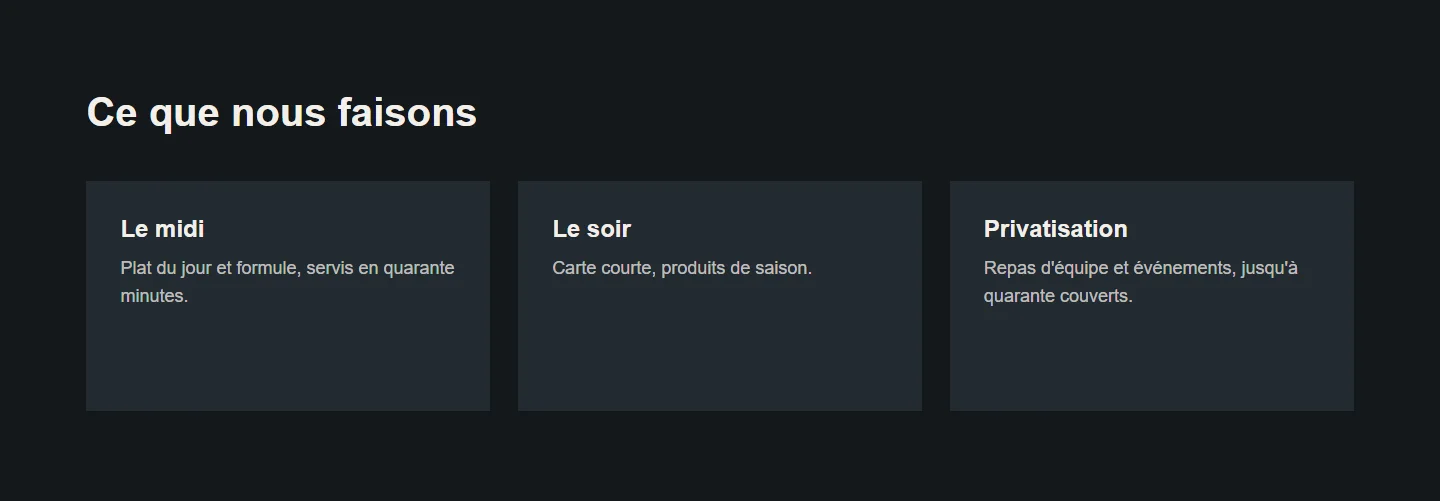 Ce que nous faisons
Le midi
Plat du jour et formule, servis en quarante
minutes.
Le soir
Carte courte, produits de saison.
Privatisation
Repas d'équipe et événements, jusqu'à
quarante couverts.